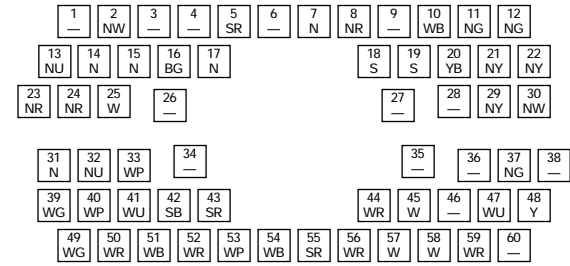 1 2 3 4 5 6 7 8 9 10 11 12
— NW — — SR — N NR — WB NG NG
13 14 15 16 17 18 19 20 21 22
NU N N BG N S S YB NY NY
23 24 25 26 27 28 29 30
NR NR W — — — NY NW
31 32 33 34 35 36 37 38
N NU WP — — — NG —
39 40 41 42 43 44 45 46 47 48
WG WP WU SB SR WR W — WU Y
49 50 51 52 53 54 55 56 57 58 59 60
WG WR WB WR WP WB SR WR W W WR —